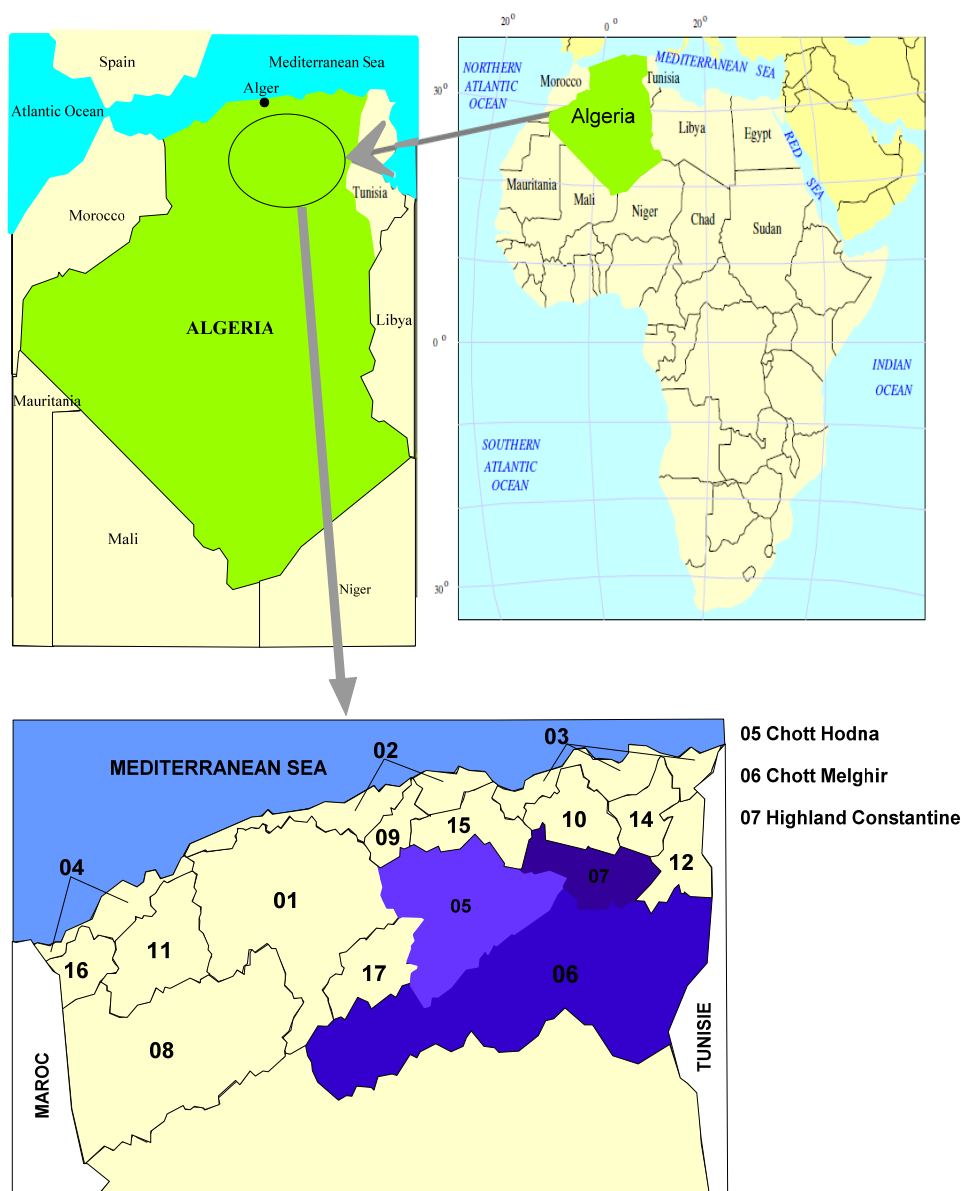 Spain
Mediterranean Sea
Alger
Atlantic Ocean
Tunisia
Morocco
ALGERIA
Libya
Mauritania
Mali
Niger
20°
0°
20°
NORTHERN
ATLANTIC
OCEAN
MEDITERRANEAN SEA
Morocco
Tunisia
30°
Algeria
Libya
Egypt
RED
SEA
Mauritania
Mali
Niger
Chad
Sudan
0°
INDIAN
OCEAN
SOUTHERN
ATLANTIC
OCEAN
30°
MEDITERRANEAN SEA
02
03
04
09
15
10
14
12
01
05
07
11
16
17
06
08
MAROC
TUNISIE
05 Chott Hodna
06 Chott Melghir
07 Highland Constantine